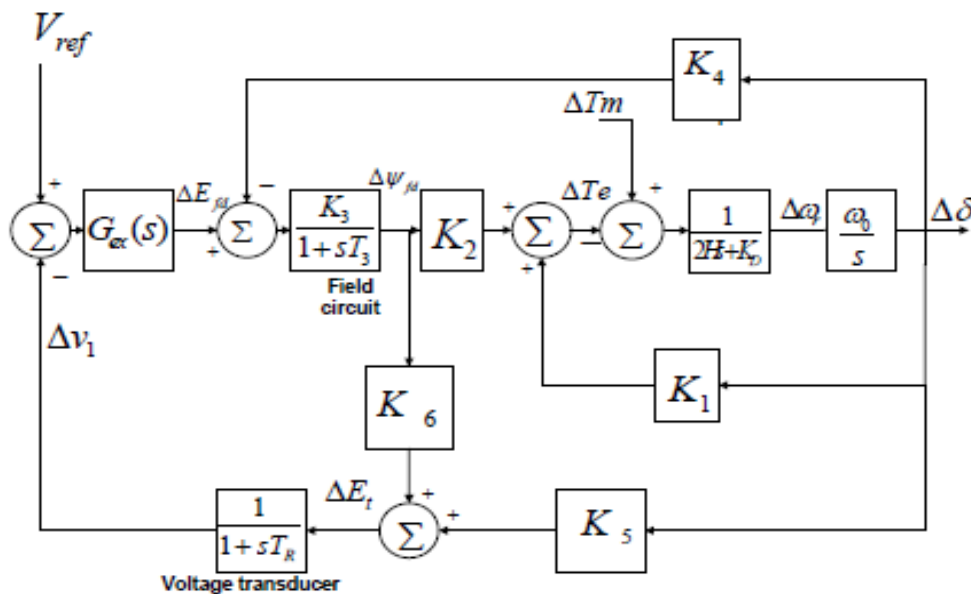 V_ref
K_4
ΔTm
+
ΔE_fd
−
Δψ_fd
ΔTe
+
Σ
G_ex(s)
+
Σ
K_3
1 + sT_3
K_2
+
Σ
+
−
Σ
1
2Hs+K_D
Δω_r
ω_0
s
Δδ
−
Field
circuit
Δv_1
K_1
K_6
ΔE_t
+
+
Σ
K_5
1
1 + sT_R
Voltage transducer